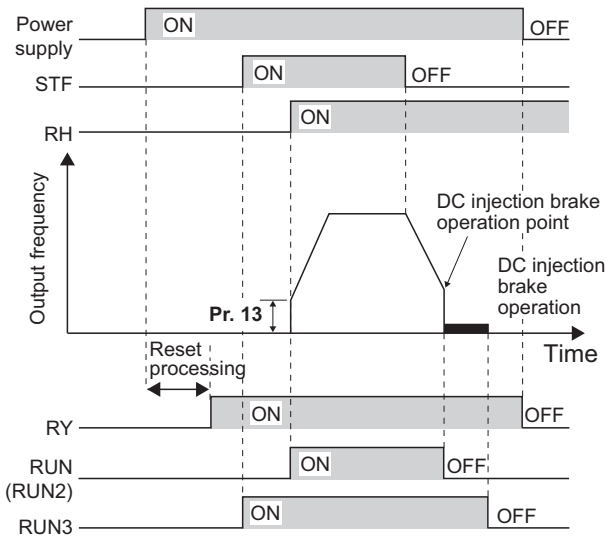 Power
supply
ON
OFF
STF
ON
OFF
RH
ON
Output frequency
DC injection brake
operation point
DC injection
brake
operation
Pr. 13
Time
Reset
processing
RY
ON
OFF
RUN
(RUN2)
ON
OFF
RUN3
ON
OFF